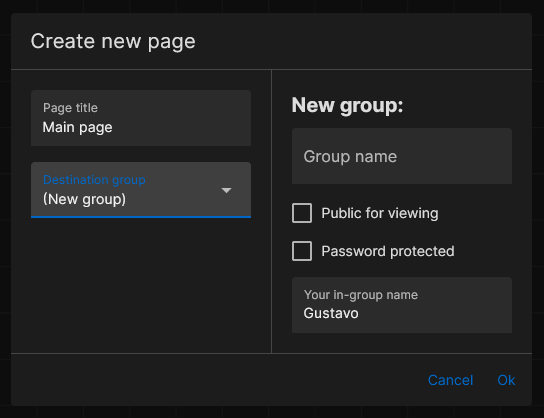 Create new page
Page title
Main page
Destination group
(New group)
New group:
Group name
Public for viewing
Password protected
Your in-group name
Gustavo
Cancel
Ok